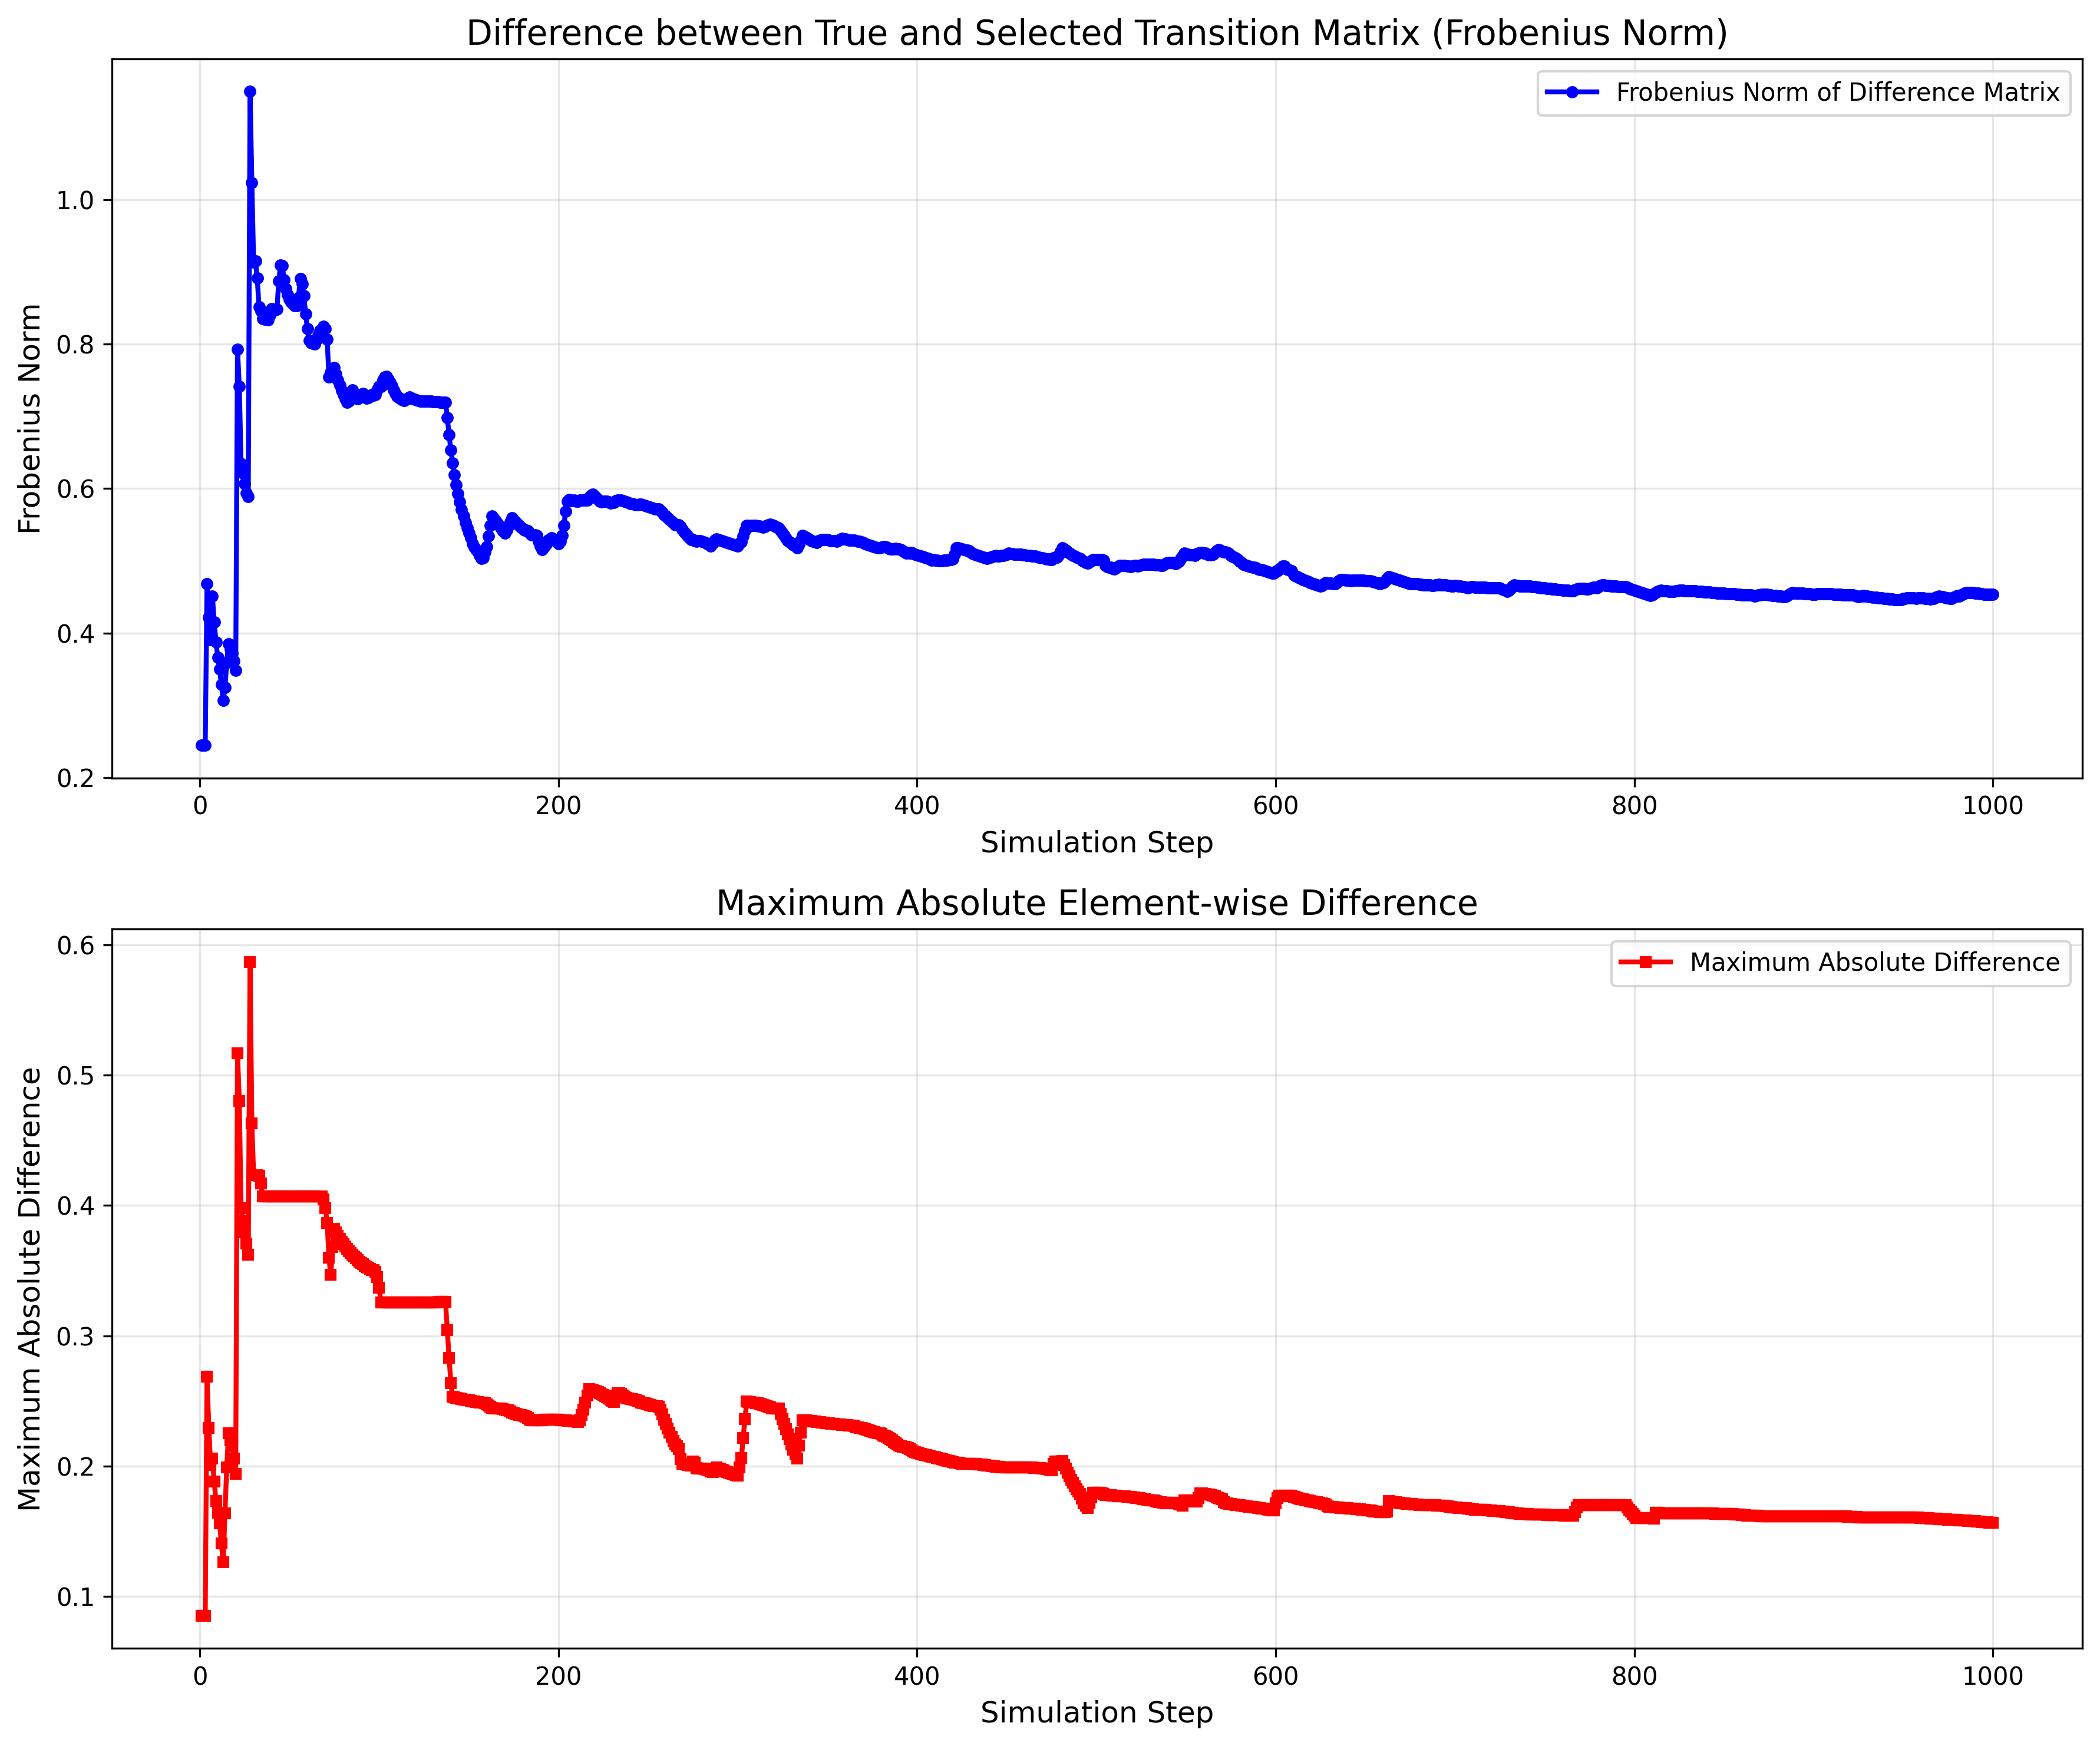 Difference between True and Selected Transition Matrix (Frobenius Norm)
Frobenius Norm of Difference Matrix
Frobenius Norm
1.0
0.8
0.6
0.4
0.2
0 200 400 600 800 1000
Simulation Step
Maximum Absolute Element-wise Difference
Maximum Absolute Difference
Maximum Absolute Difference
0.6
0.5
0.4
0.3
0.2
0.1
0 200 400 600 800 1000
Simulation Step